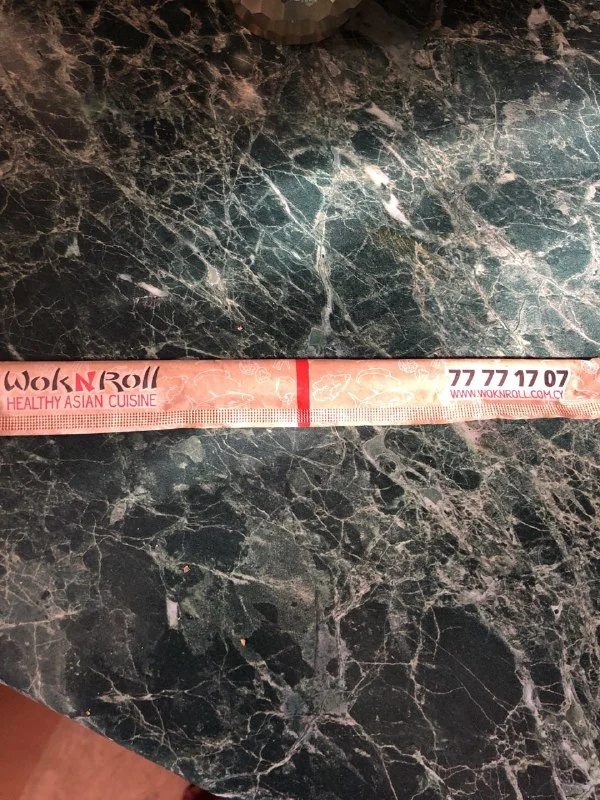 WokNRoll
HEALTHY ASIAN CUISINE
77 77 17 07
WWW.WOKNROLL.COM.CY